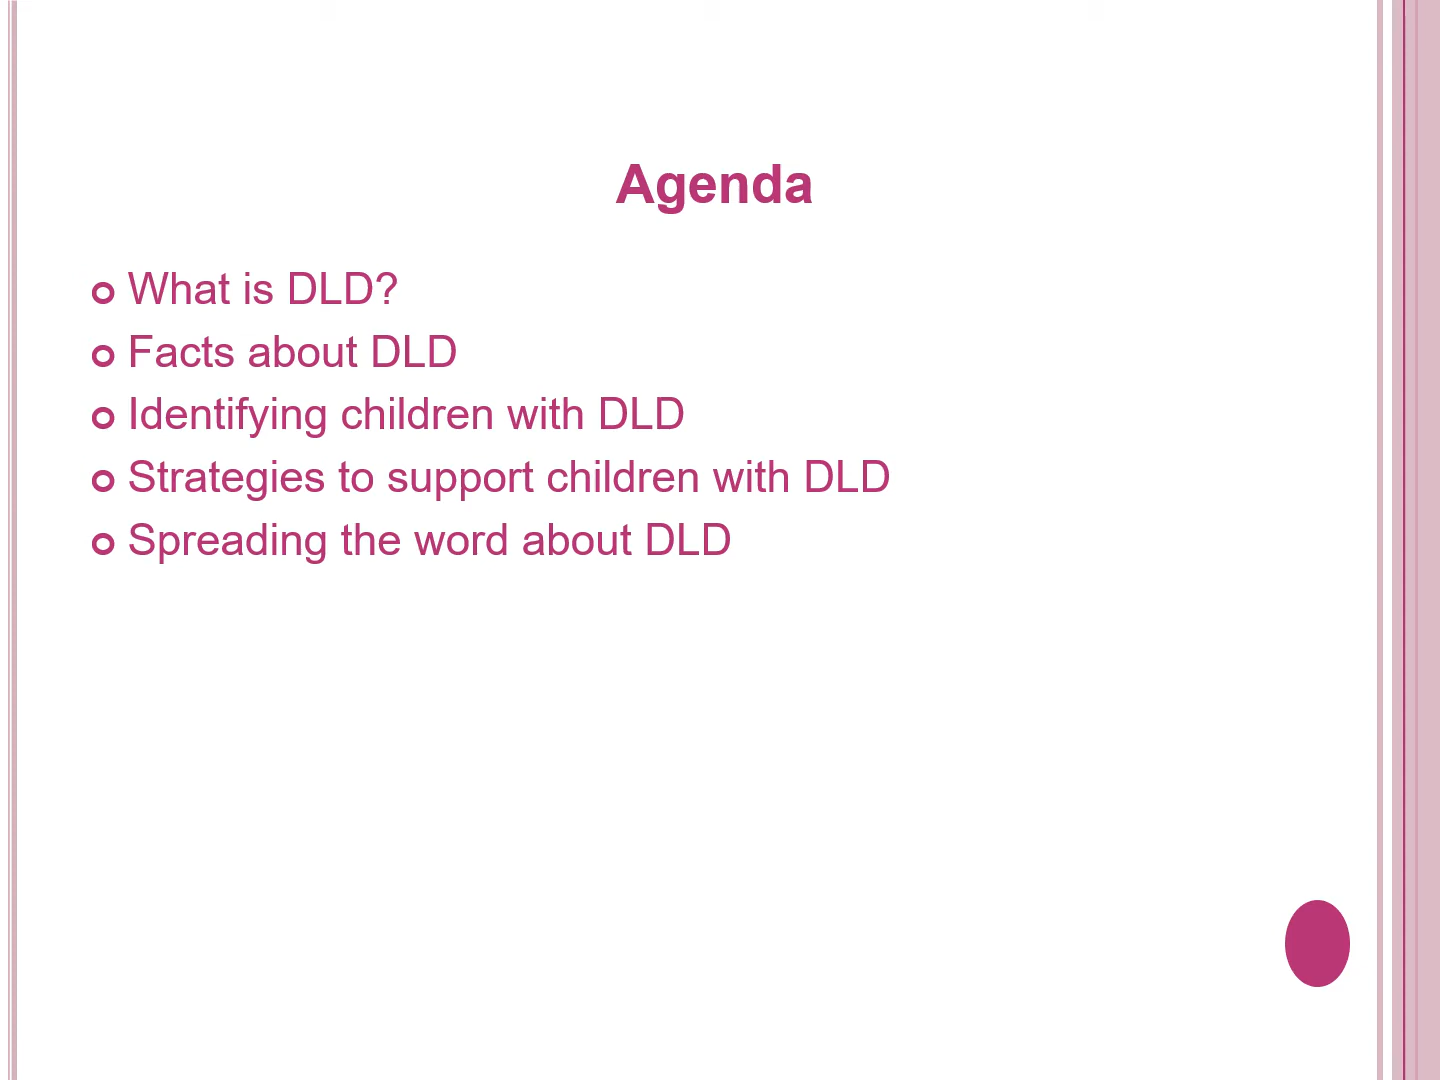 Agenda
What is DLD?
Facts about DLD
Identifying children with DLD
Strategies to support children with DLD
Spreading the word about DLD